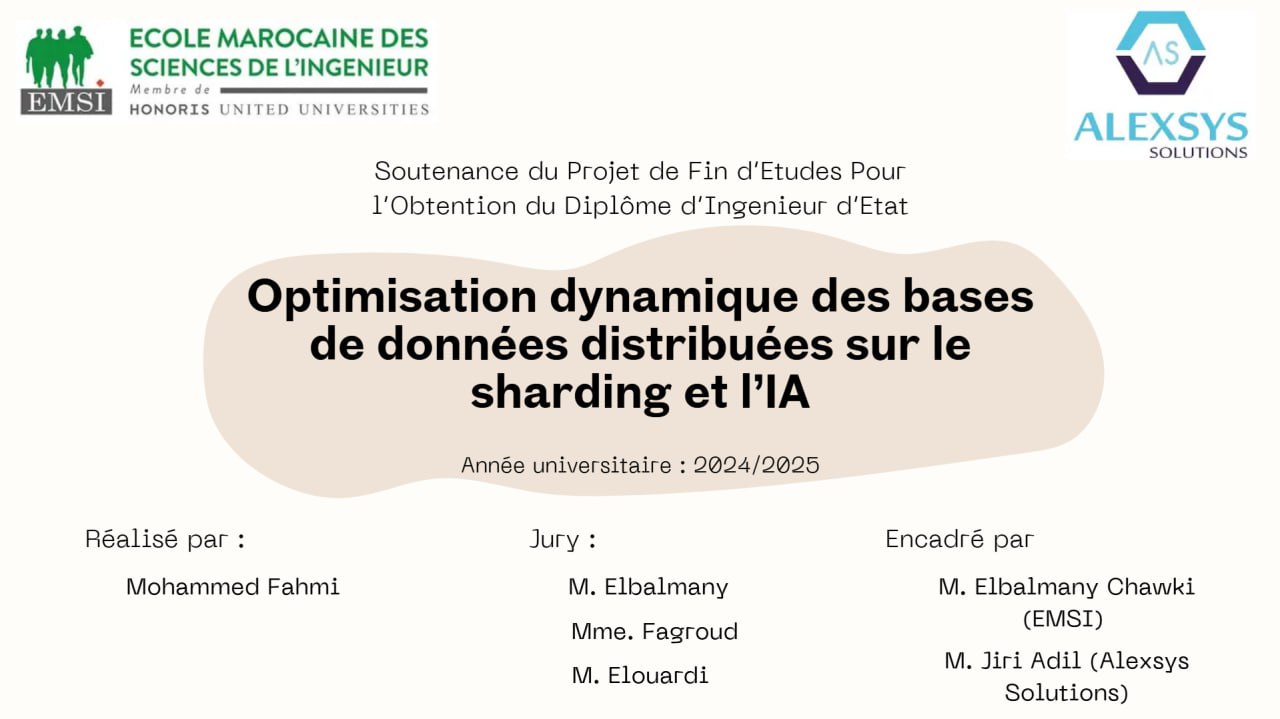 ECOLE MAROCAINE DES
SCIENCES DE L'INGENIEUR
Membre de
HONORIS UNITED UNIVERSITIES
EMSI
AS
ALEXSYS
SOLUTIONS
Soutenance du Projet de Fin d'Etudes Pour
l'Obtention du Diplôme d'Ingenieur d'Etat
Optimisation dynamique des bases
de données distribuées sur le
sharding et l’IA
Année universitaire : 2024/2025
Réalisé par :
Mohammed Fahmi
Jury :
M. Elbalmany
Mme. Fagroud
M. Elouardi
Encadré par
M. Elbalmany Chawki
(EMSI)
M. Jiri Adil (Alexsys
Solutions)